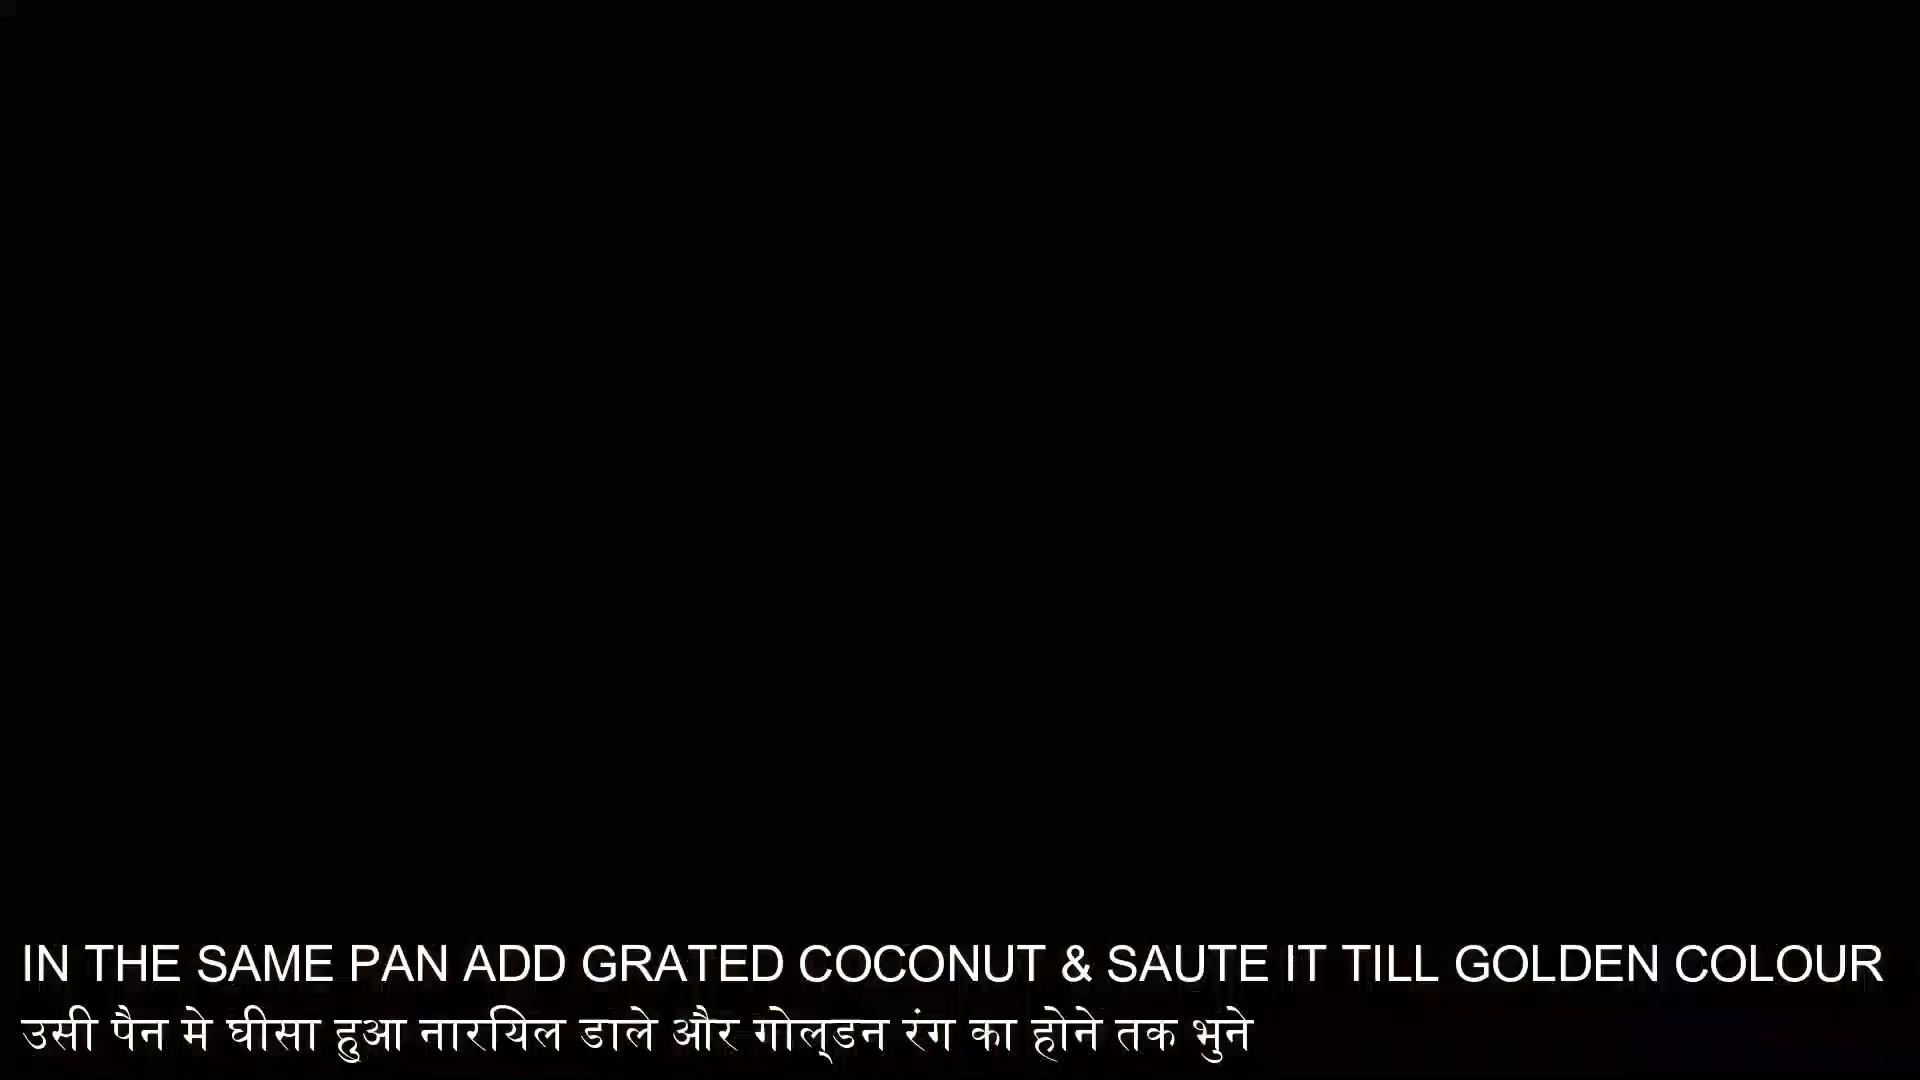 IN THE SAME PAN ADD GRATED COCONUT & SAUTE IT TILL GOLDEN COLOUR
उसी पैन मे घीसा हुआ नारयिल डाले और गोल्डन रंग का होने तक भुने